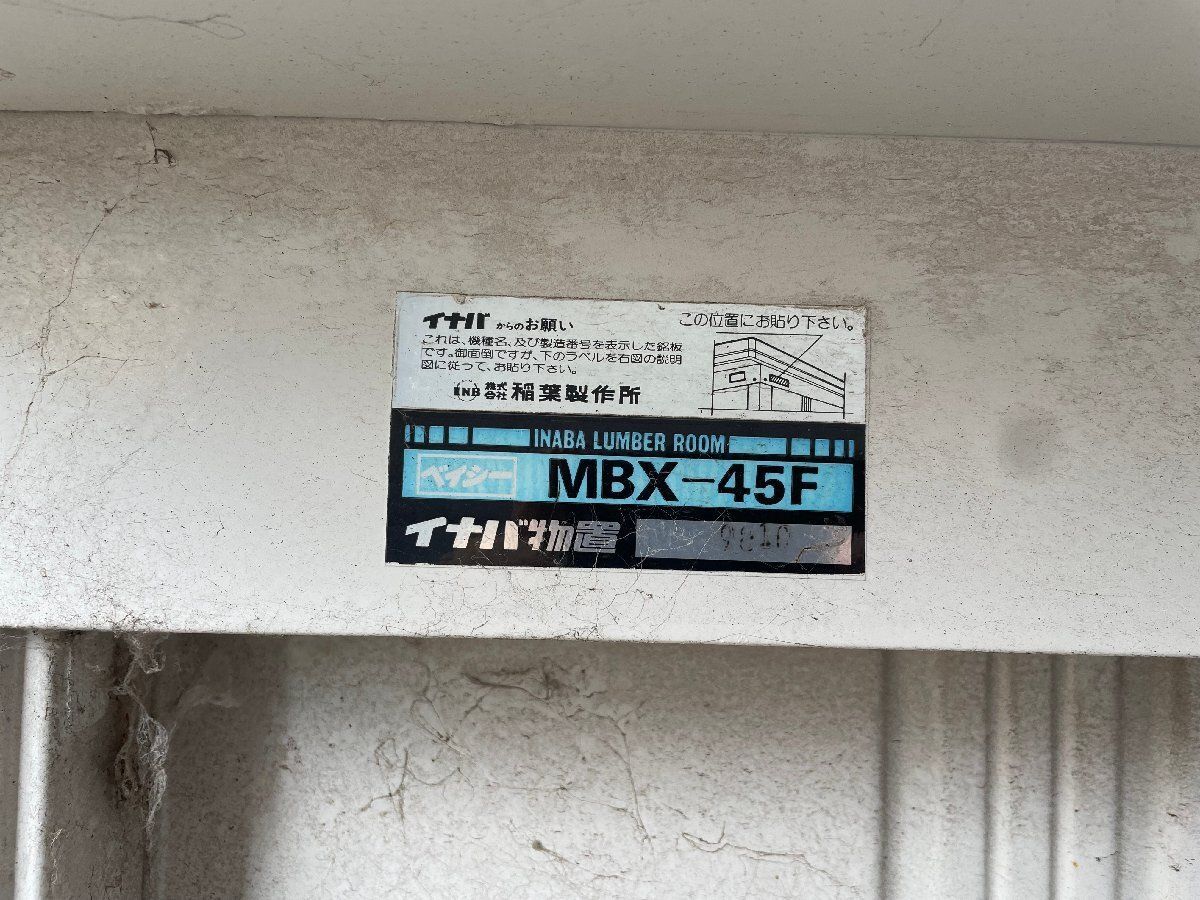 イナバからのお願い
これは、機種名、及び製造番号を表示した銘板
です。御面倒ですが、下のラベルを右図の説明
図に従って、お貼り下さい。
INB 株式会社 稲葉製作所
この位置にお貼り下さい。
INABA LUMBER ROOM
ベイシー MBX-45F
イナバ物置 9810